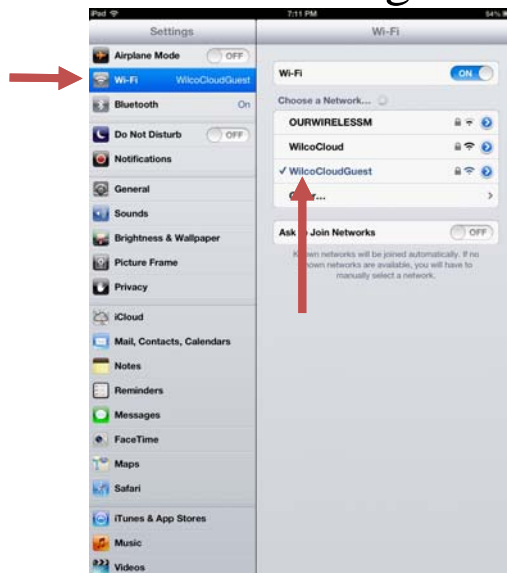 iPad 7:11 PM 54%
Settings
Airplane Mode OFF
Wi-Fi WilcoCloudGuest
Bluetooth On
Do Not Disturb OFF
Notifications
General
Sounds
Brightness & Wallpaper
Picture Frame
Privacy
iCloud
Mail, Contacts, Calendars
Notes
Reminders
Messages
FaceTime
Maps
Safari
iTunes & App Stores
Music
Videos
Wi-Fi
Wi-Fi ON
Choose a Network...
OURWIRELESSM
WilcoCloud
✓ WilcoCloudGuest
Ask Join Networks OFF
networks will be joined automatically. If no
networks are available, you will have to
manually select a network.